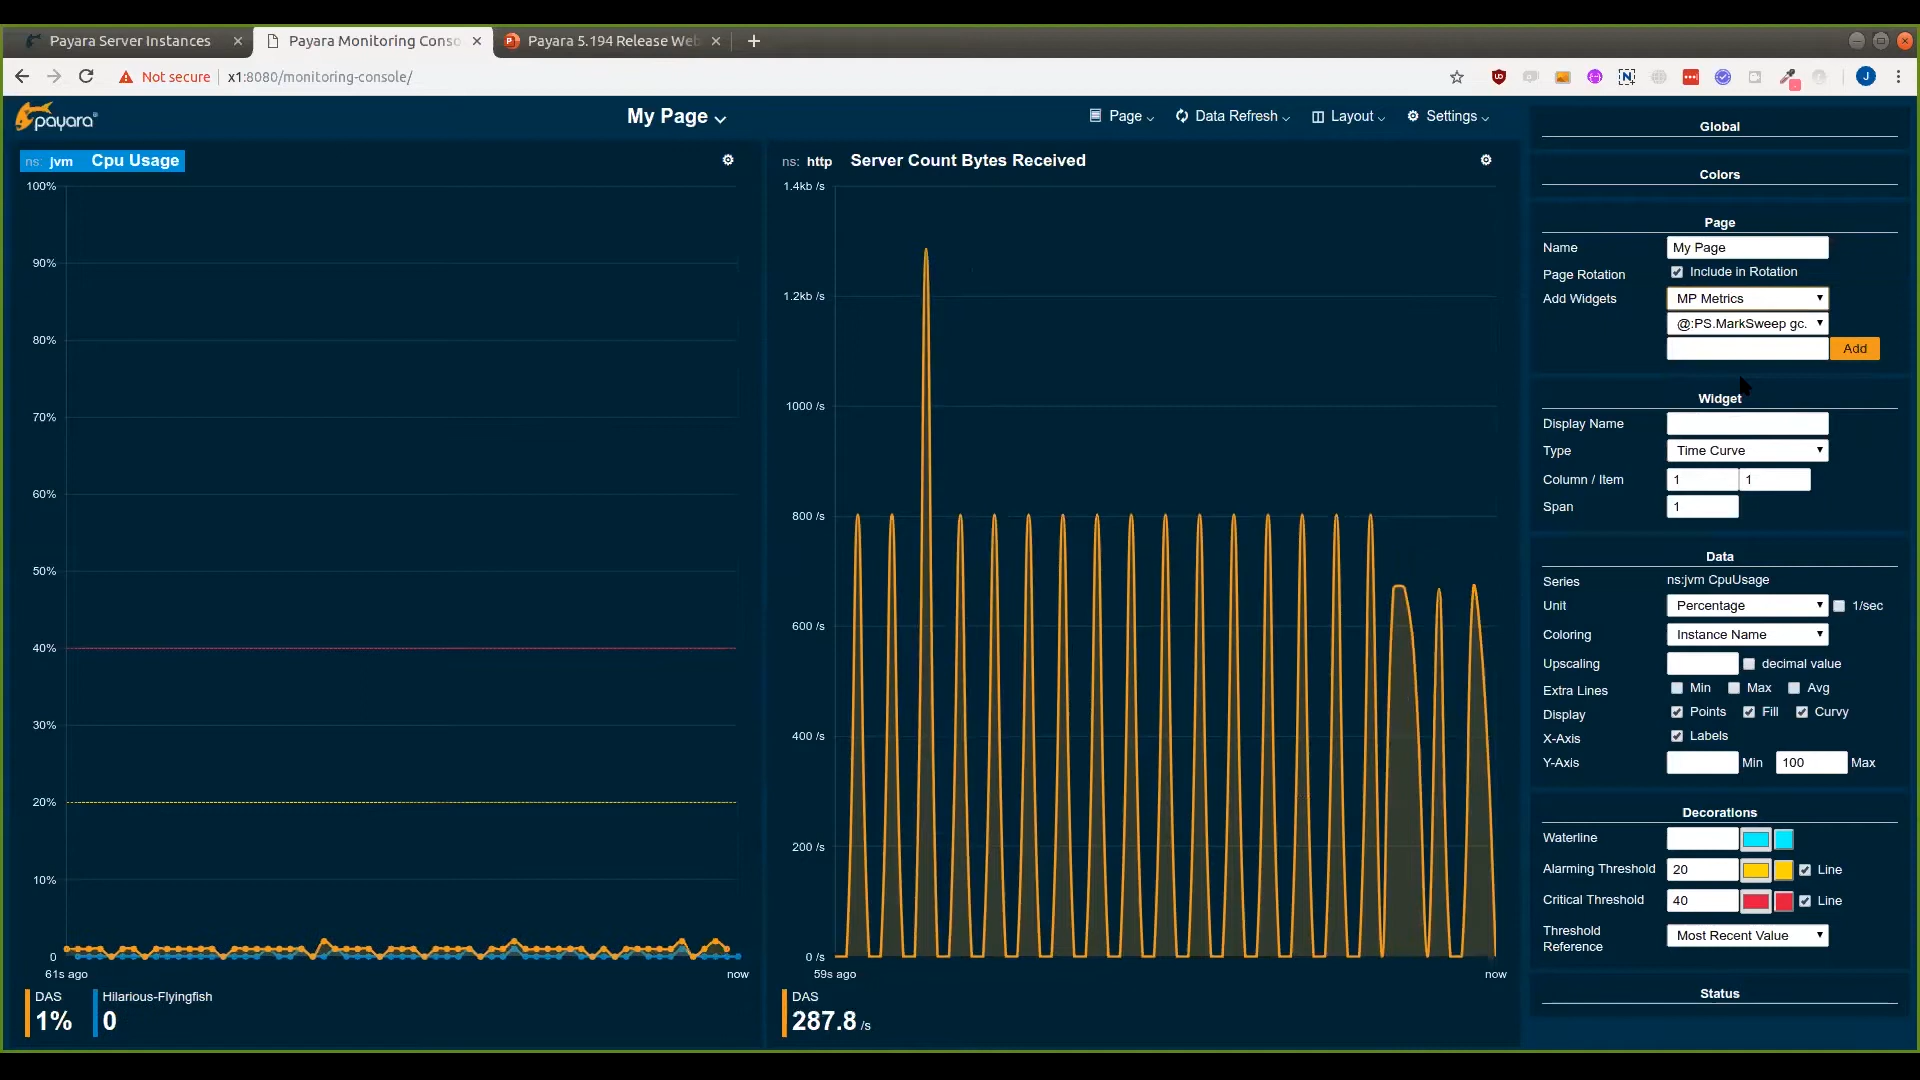 Payara Server Instances
Payara Monitoring Conso
Payara 5.194 Release Web
Not secure
x1:8080/monitoring-console/
J
payara
My Page
Page
Data Refresh
Layout
Settings
ns: jvm Cpu Usage
100%
90%
80%
70%
60%
50%
40%
30%
20%
10%
0
61s ago
now
DAS
1%
Hilarious-Flyingfish
0
ns: http Server Count Bytes Received
1.4kb /s
1.2kb /s
1000 /s
800 /s
600 /s
400 /s
200 /s
0 /s
59s ago
now
DAS
287.8 /s
Global
Colors
Page
Name My Page
Page Rotation Include in Rotation
Add Widgets MP Metrics
@:PS.MarkSweep gc.
Add
Widget
Display Name
Type Time Curve
Column / Item 1 1
Span 1
Data
Series ns:jvm CpuUsage
Unit Percentage 1/sec
Coloring Instance Name
Upscaling decimal value
Extra Lines Min Max Avg
Display Points Fill Curvy
X-Axis Labels
Y-Axis Min 100 Max
Decorations
Waterline
Alarming Threshold 20 Line
Critical Threshold 40 Line
Threshold
Reference
Most Recent Value
Status